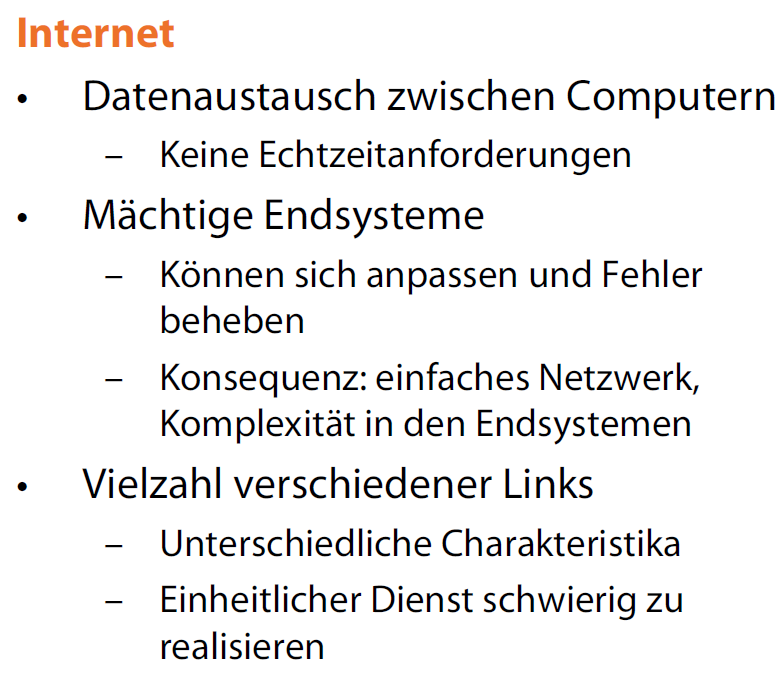 Internet
• Datenaustausch zwischen Computern
– Keine Echtzeitanforderungen
• Mächtige Endsysteme
– Können sich anpassen und Fehler
beheben
– Konsequenz: einfaches Netzwerk,
Komplexität in den Endsystemen
• Vielzahl verschiedener Links
– Unterschiedliche Charakteristika
– Einheitlicher Dienst schwierig zu
realisieren